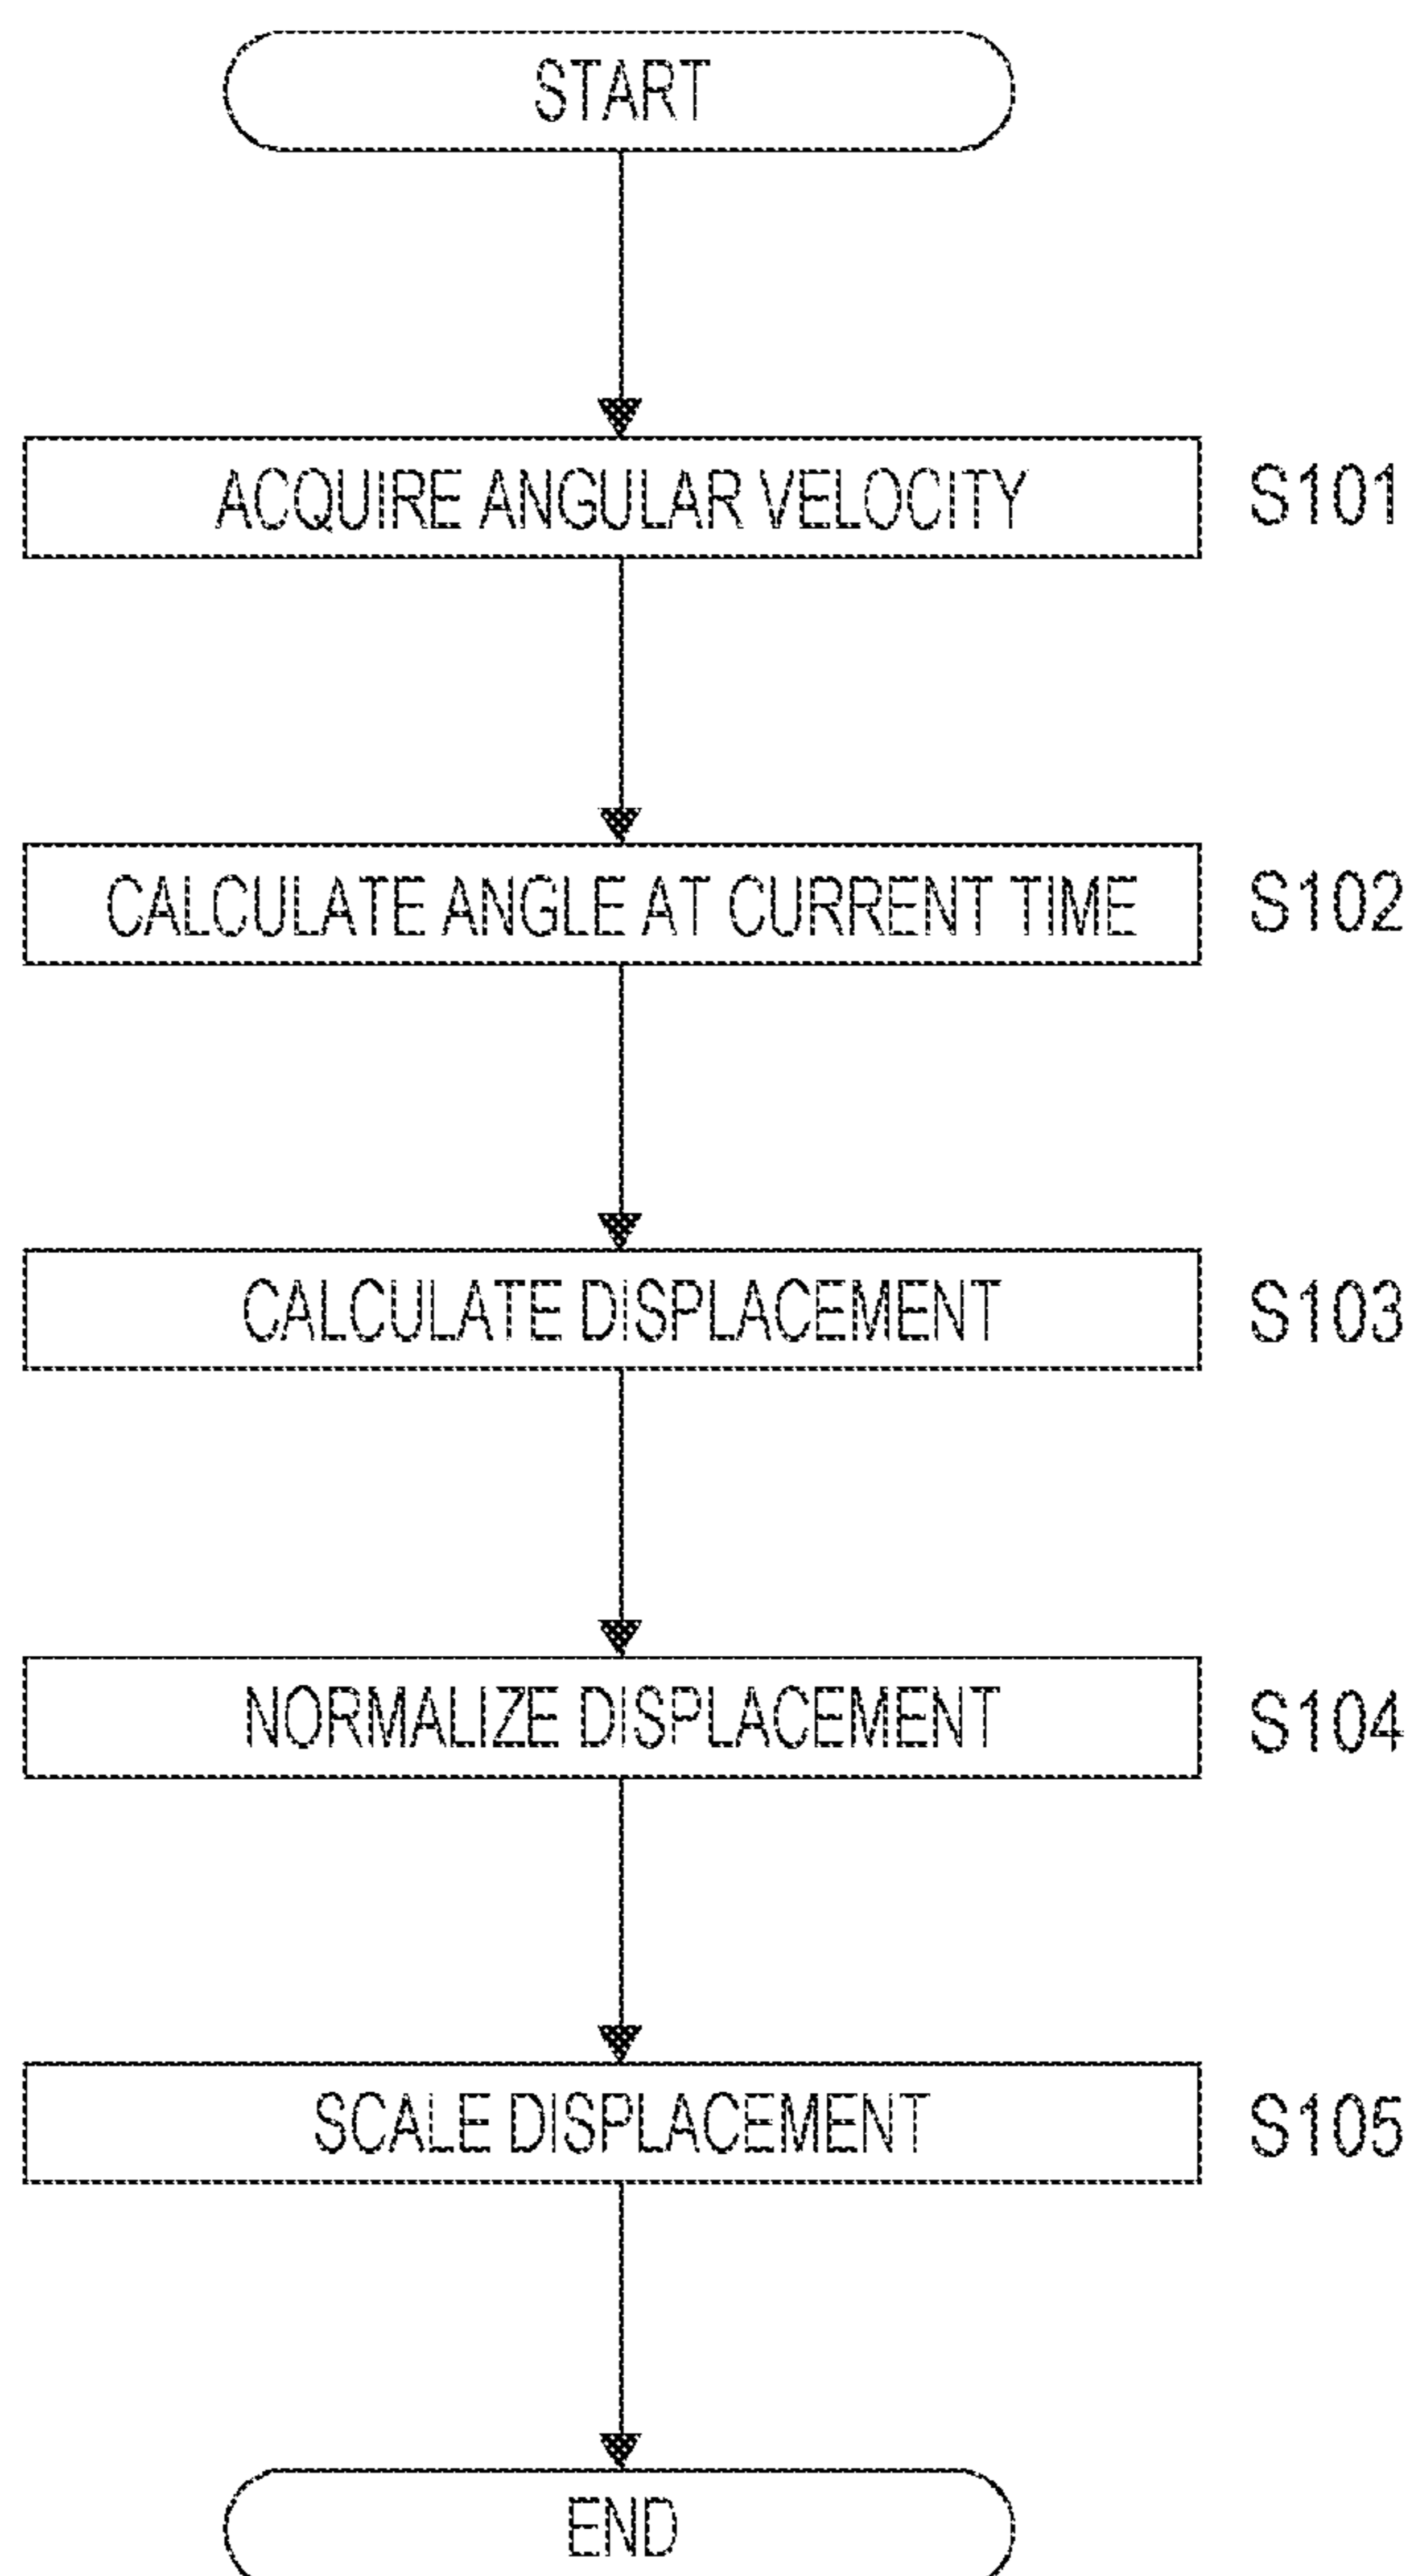 START
ACQUIRE ANGULAR VELOCITY S101
CALCULATE ANGLE AT CURRENT TIME S102
CALCULATE DISPLACEMENT S103
NORMALIZE DISPLACEMENT S104
SCALE DISPLACEMENT S105
END